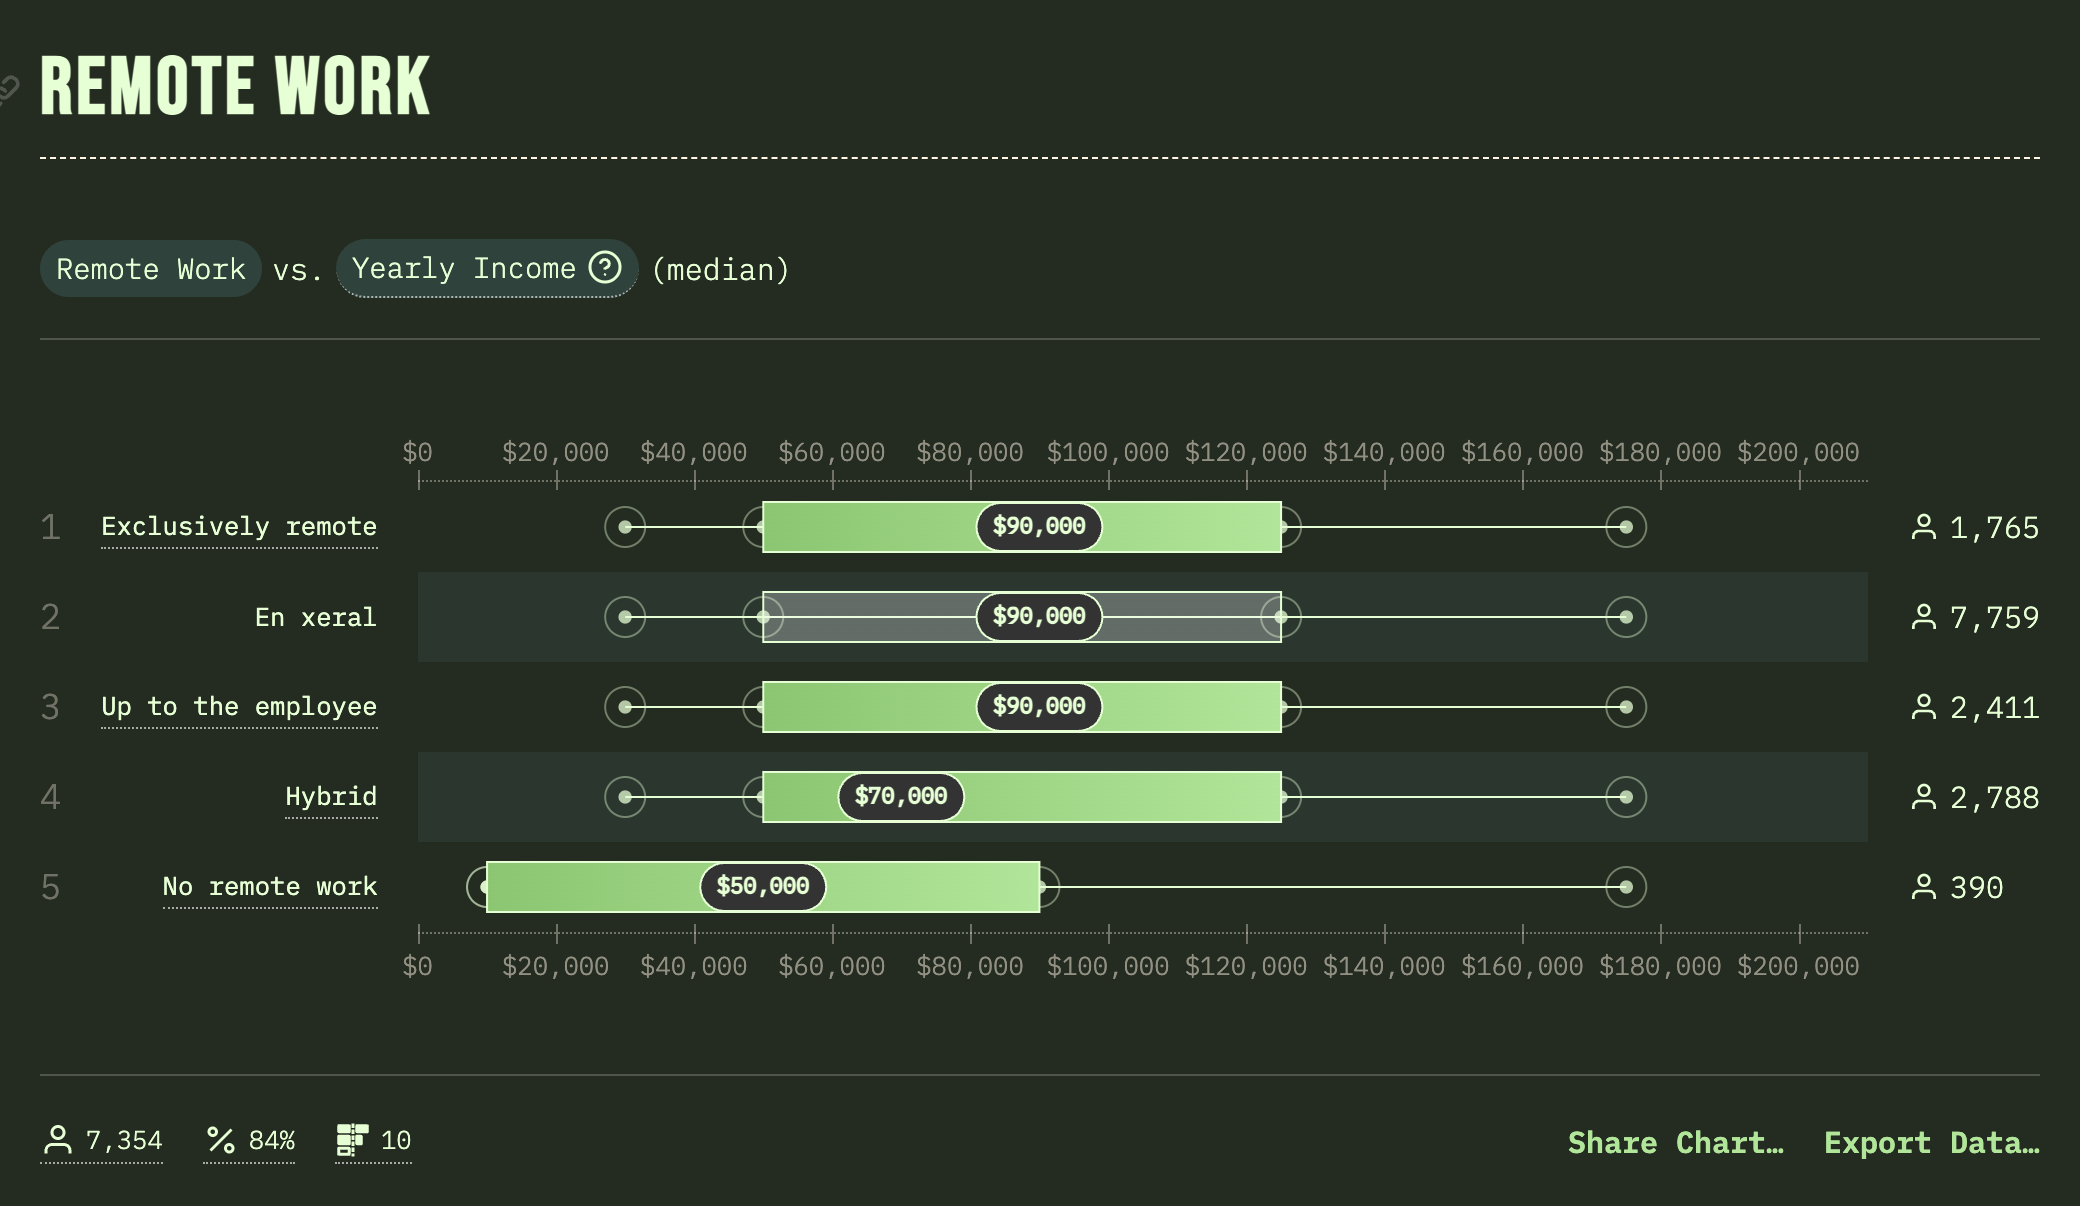 REMOTE WORK
Remote Work vs. Yearly Income (median)
$0 $20,000 $40,000 $60,000 $80,000 $100,000 $120,000 $140,000 $160,000 $180,000 $200,000
1 Exclusively remote $90,000 1,765
2 En xeral $90,000 7,759
3 Up to the employee $90,000 2,411
4 Hybrid $70,000 2,788
5 No remote work $50,000 390
$0 $20,000 $40,000 $60,000 $80,000 $100,000 $120,000 $140,000 $160,000 $180,000 $200,000
7,354 84% 10 Share Chart… Export Data…